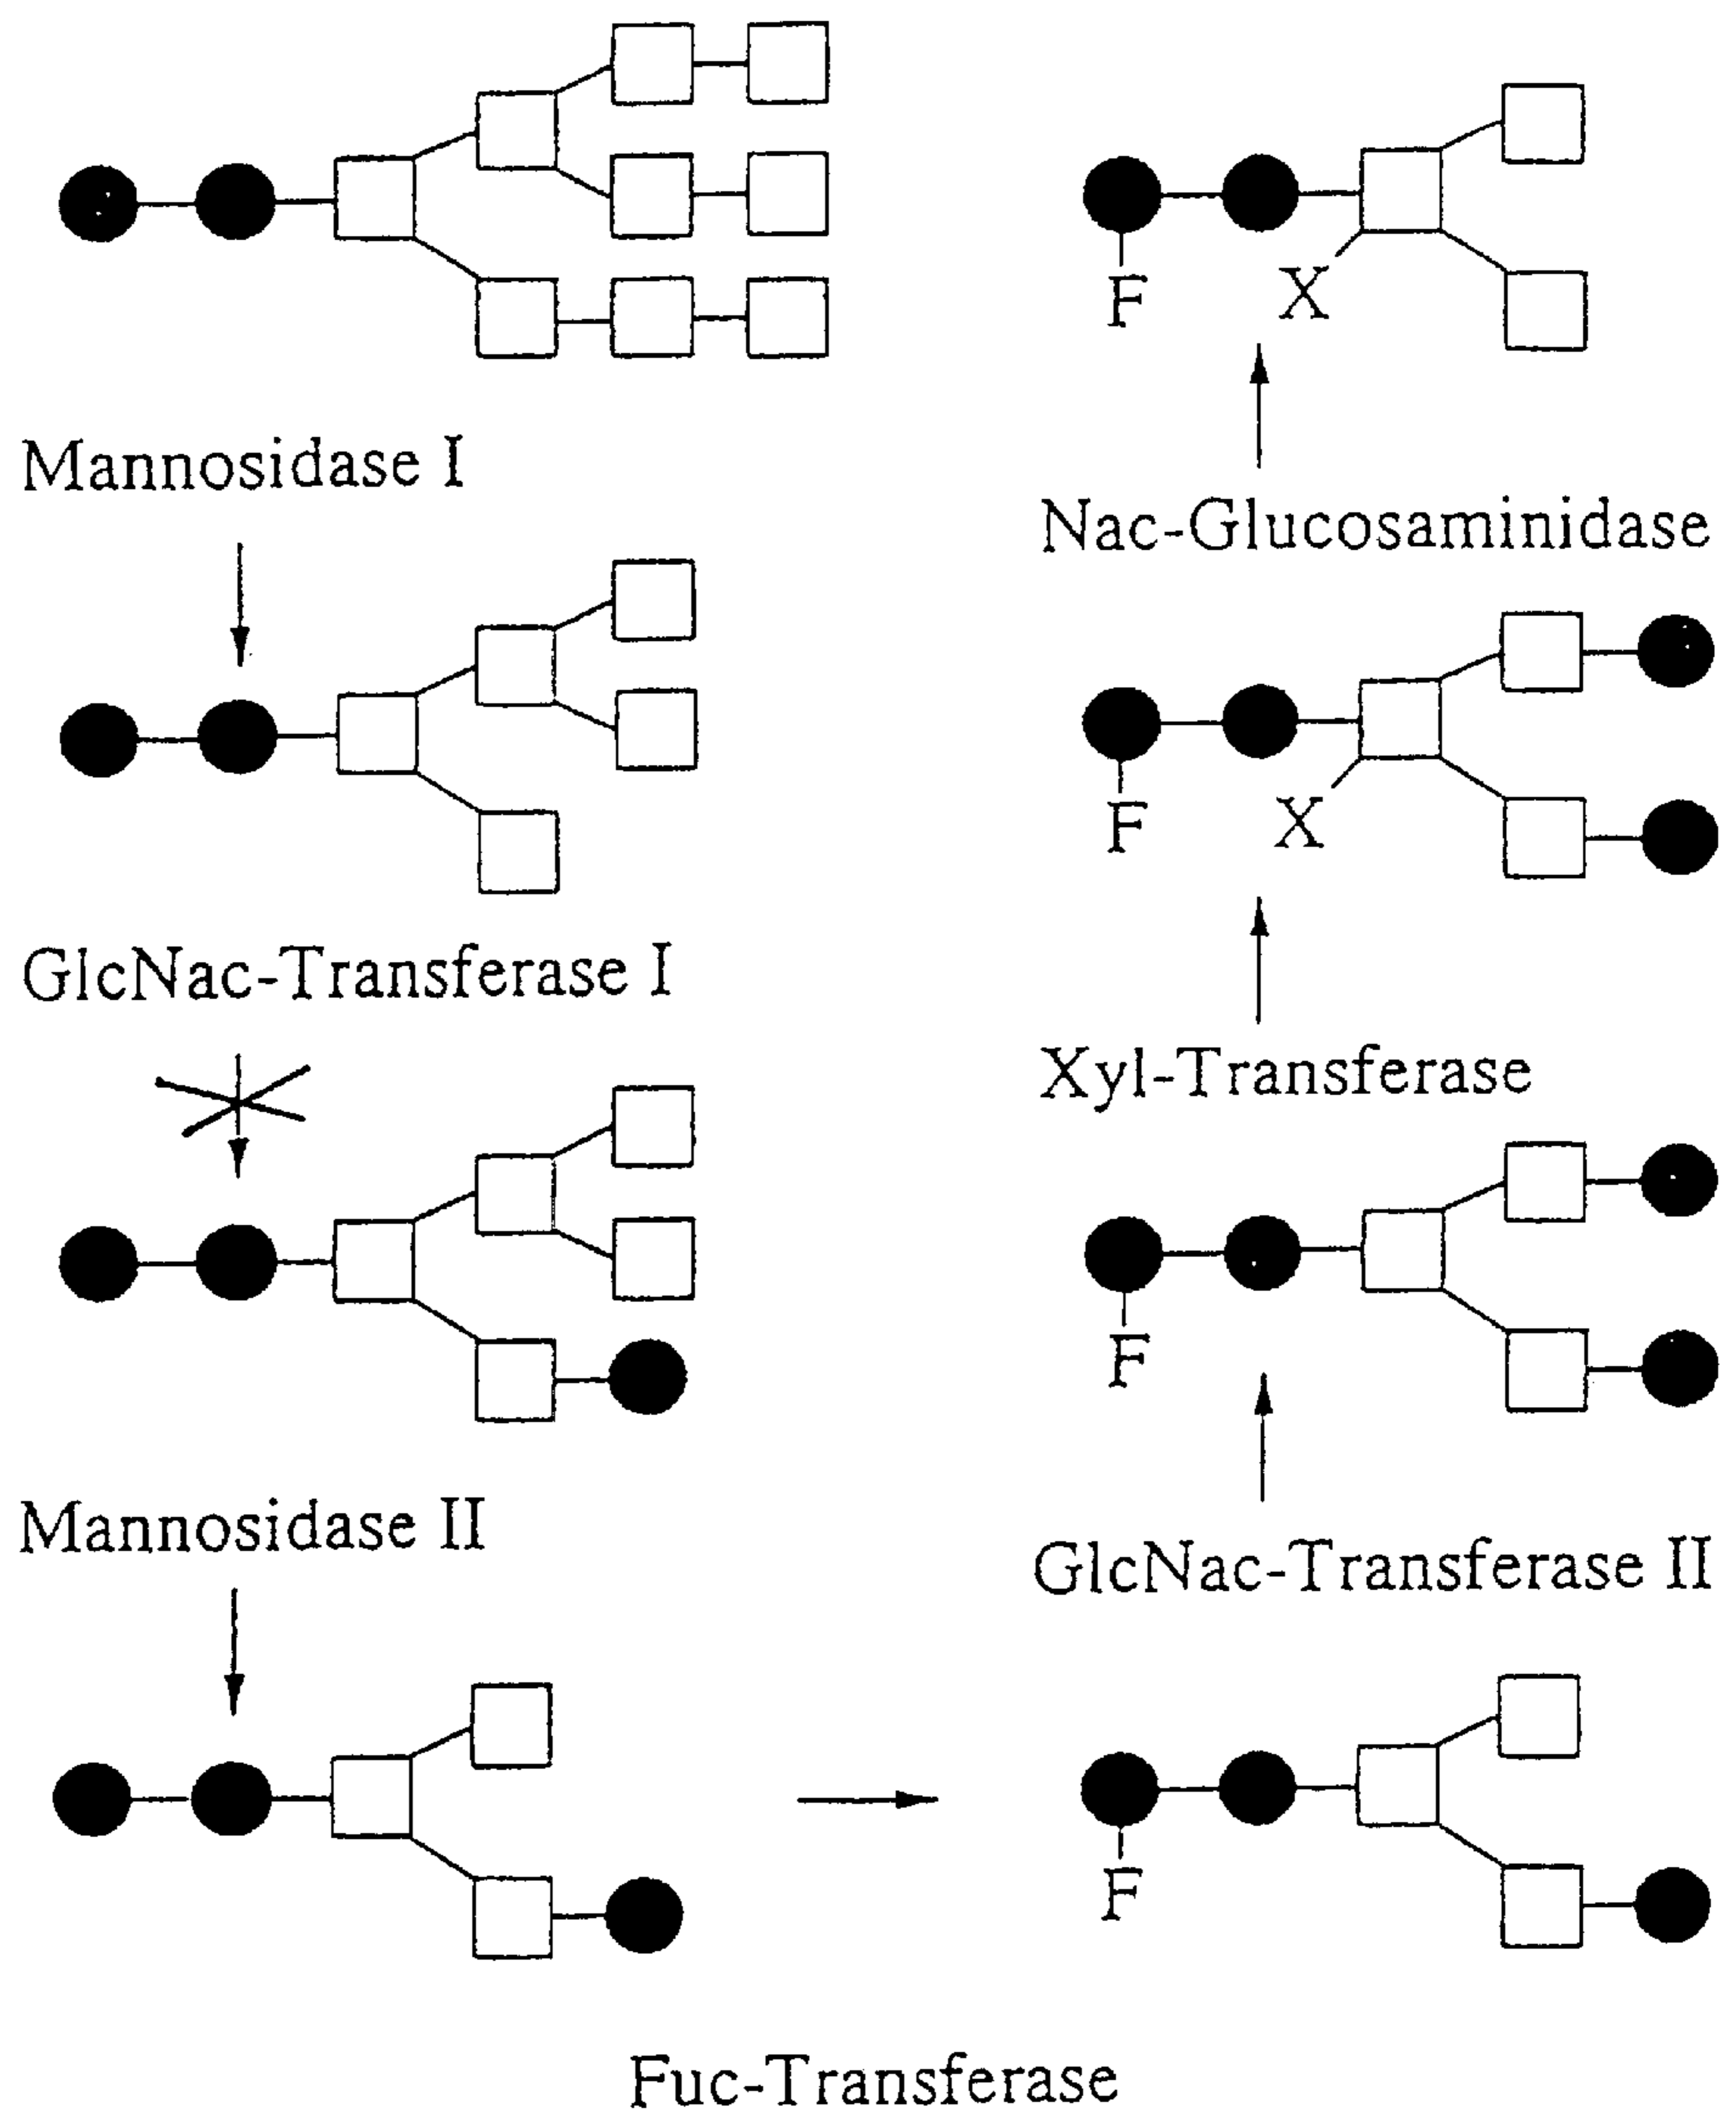 Mannosidase I
GlcNac-Transferase I
Mannosidase II
Fuc-Transferase
F
GlcNac-Transferase II
F
Xyl-Transferase
F
X
Nac-Glucosaminidase
F
X